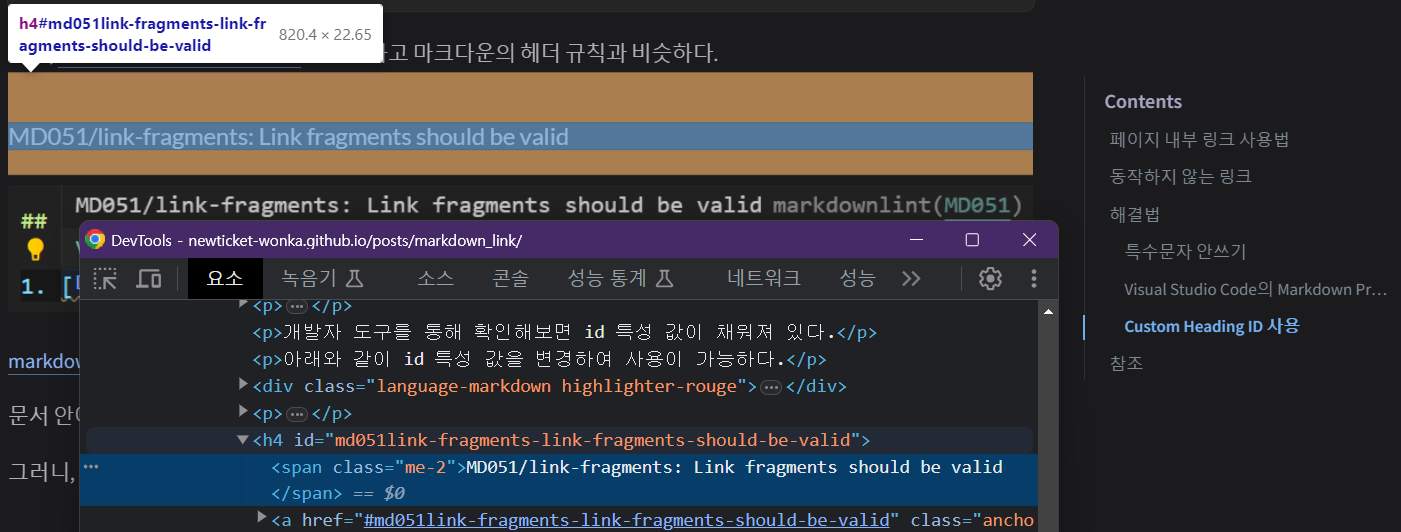 h4#md051link-fragments-link-fr
agments-should-be-valid
820.4 × 22.65
고 마크다운의 헤더 규칙과 비슷하다.
MD051/link-fragments: Link fragments should be valid
## MD051/link-fragments: Link fragments should be valid markdownlint(MD051)
1. [
markdow
문서 안에
그러니,
DevTools - newticket-wonka.github.io/posts/markdown_link/
요소 녹음기 소스 콘솔 성능 통계 네트워크 성능 »
<p>…</p>
<p>개발자 도구를 통해 확인해보면 id 특성 값이 채워져 있다.</p>
<p>아래와 같이 id 특성 값을 변경하여 사용이 가능하다.</p>
<div class="language-markdown highlighter-rouge">…</div>
<p>…</p>
<h4 id="md051link-fragments-link-fragments-should-be-valid">
… <span class="me-2">MD051/link-fragments: Link fragments should be valid
</span> == $0
<a href="#md051link-fragments-link-fragments-should-be-valid" class="ancho
Contents
페이지 내부 링크 사용법
동작하지 않는 링크
해결법
특수문자 안쓰기
Visual Studio Code의 Markdown Pr…
Custom Heading ID 사용
참조